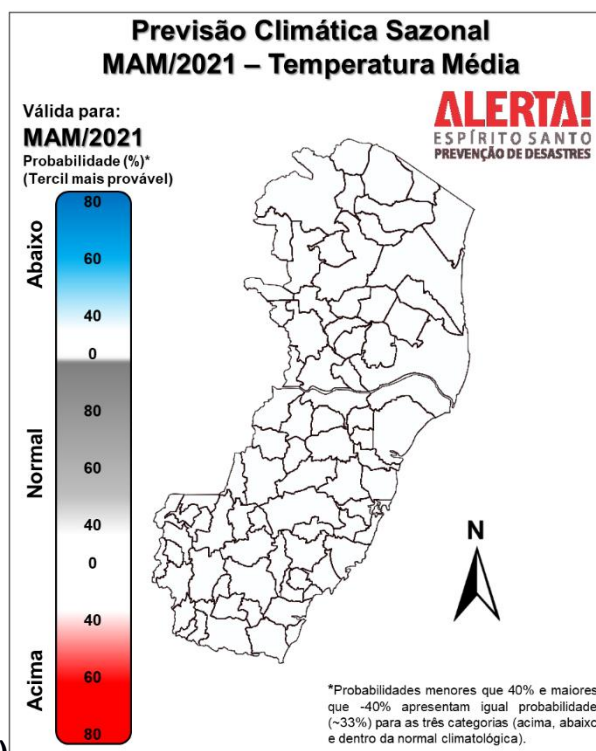 Previsão Climática Sazonal
MAM/2021 – Temperatura Média
Válida para:
MAM/2021
Probabilidade (%)*
(Tercil mais provável)
ALERTA!
ESPÍRITO SANTO
PREVENÇÃO DE DESASTRES
Abaixo
80
60
40
0
Normal
80
60
40
0
Acima
40
60
80
N
*Probabilidades menores que 40% e maiores
que -40% apresentam igual probabilidade
(~33%) para as três categorias (acima, abaixo
e dentro da normal climatológica).
)